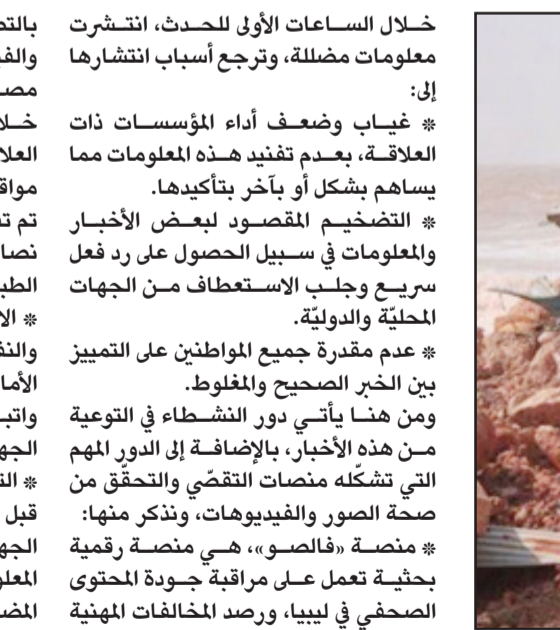 خلال الساعات الأولى للحدث، انتشرت
معلومات مضللة، وترجع أسباب انتشارها
إلى:
* غياب وضعف أداء المؤسسات ذات
العلاقة، بعدم تفنيد هذه المعلومات مما
يساهم بشكل أو بآخر بتأكيدها.
* التضخيم المقصود لبعض الأخبار
والمعلومات في سبيل الحصول على رد فعل
سريع وجلب الاستعطاف من الجهات
المحليّة والدوليّة.
* عدم مقدرة جميع المواطنين على التمييز
بين الخبر الصحيح والمغلوط.
ومن هنا يأتي دور النشطاء في التوعية
من هذه الأخبار، بالإضافة إلى الدور المهم
التي تشكّله منصات التقصّي والتحقّق من
صحة الصور والفيديوهات، ونذكر منها:
* منصة «فالصو»، هي منصة رقمية
بحثية تعمل على مراقبة جودة المحتوى
الصحفي في ليبيا، ورصد المخالفات المهنية